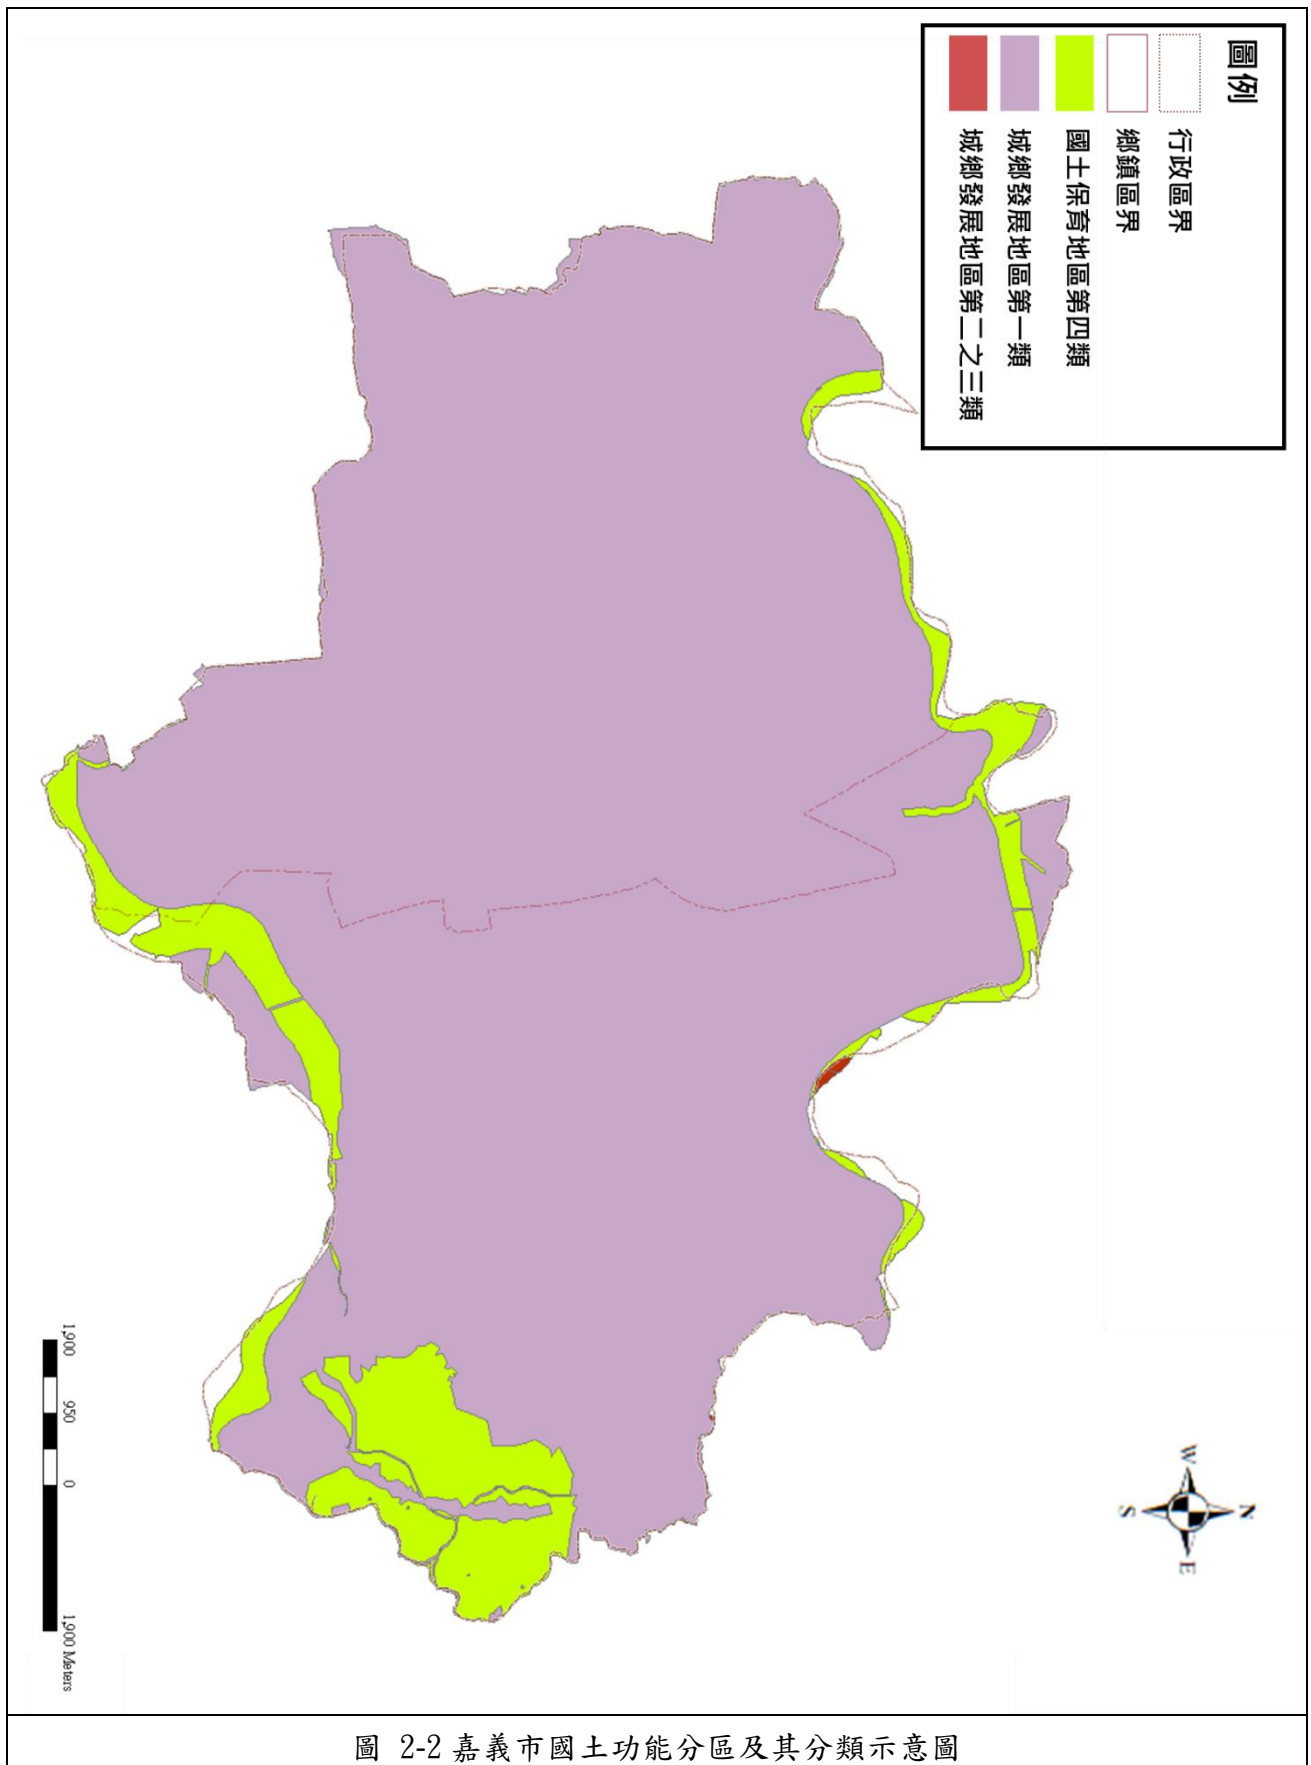 圖例
行政區界
鄉鎮區界
國土保育地區第四類
城鄉發展地區第一類
城鄉發展地區第二之三類
N
W
E
S
1,900 950 0 1,900 Meters
圖 2-2 嘉義市國土功能分區及其分類示意圖